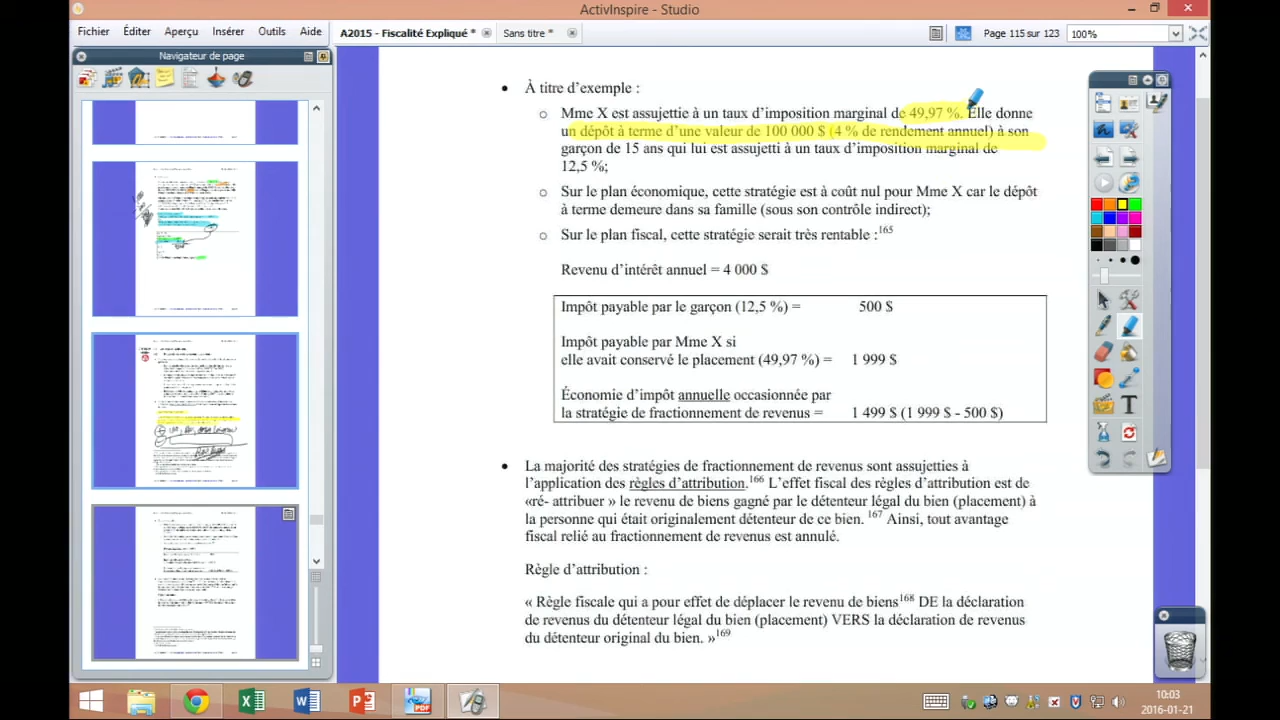 ActivInspire - Studio
Fichier Éditer Aperçu Insérer Outils Aide
A2015 - Fiscalité Expliqué * Sans titre *
Page 115 sur 123 100%
Navigateur de page
• À titre d'exemple :
o Mme X est assujettie à un taux d'imposition marginal de 49,97 %. Elle donne
un dépôt à terme d'une valeur de 100 000 $ (4 % de rendement annuel) à son
garçon de 15 ans qui lui est assujetti à un taux d'imposition marginal de
12,5 %;
o Sur le plan économique, cette stratégie est à coût nul pour Mme X car le dépôt
à terme demeure dans sa famille (sous son contrôle indirect);
o Sur le plan fiscal, cette stratégie serait très rentable :165
Revenu d'intérêt annuel = 4 000 $
Impôt payable par le garçon (12,5 %) = 500 $
Impôt payable par Mme X si
elle avait conservé le placement (49,97 %) = 1 999 $
Économie d'impôt annuelle occasionnée par
la stratégie de fractionnement de revenus = 1 499 $ (1 999 $ - 500 $)
• La majorité des stratégies de fractionnement de revenus sont assujetties à
l'application des règles d'attribution.166 L'effet fiscal des règles d'attribution est de
«ré- attribuer » le revenu de biens gagné par le détenteur légal du bien (placement) à
la personne qui était originalement détenteur de ce bien. 167 Ainsi, tout avantage
fiscal relié au fractionnement de revenus est annulé.
Règle d'attribution :
« Règle fiscale qui a pour effet de déplacer le revenu de biens168 DE la déclaration
de revenus du détenteur légal du bien (placement) VERS la déclaration de revenus
du détenteur original du bien. »169
10:03
2016-01-21